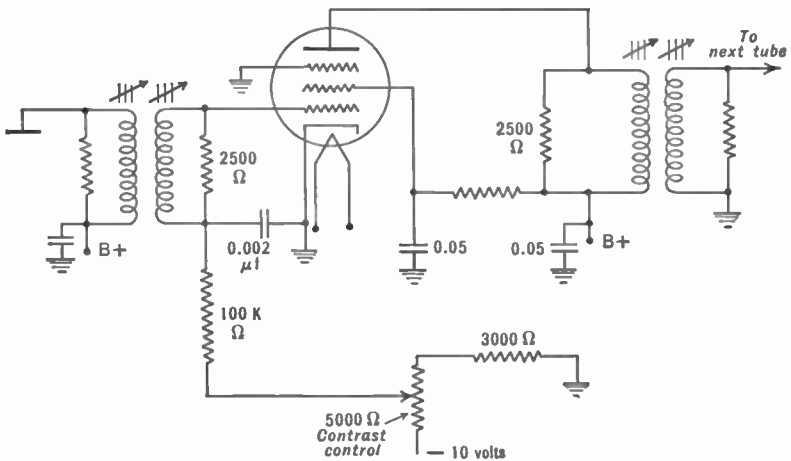 To
next tube
2500
Ω
2500
Ω
B+
0.002
μf
0.05
0.05
B+
100 K
Ω
3000 Ω
5000 Ω
Contrast
control
— 10 volts